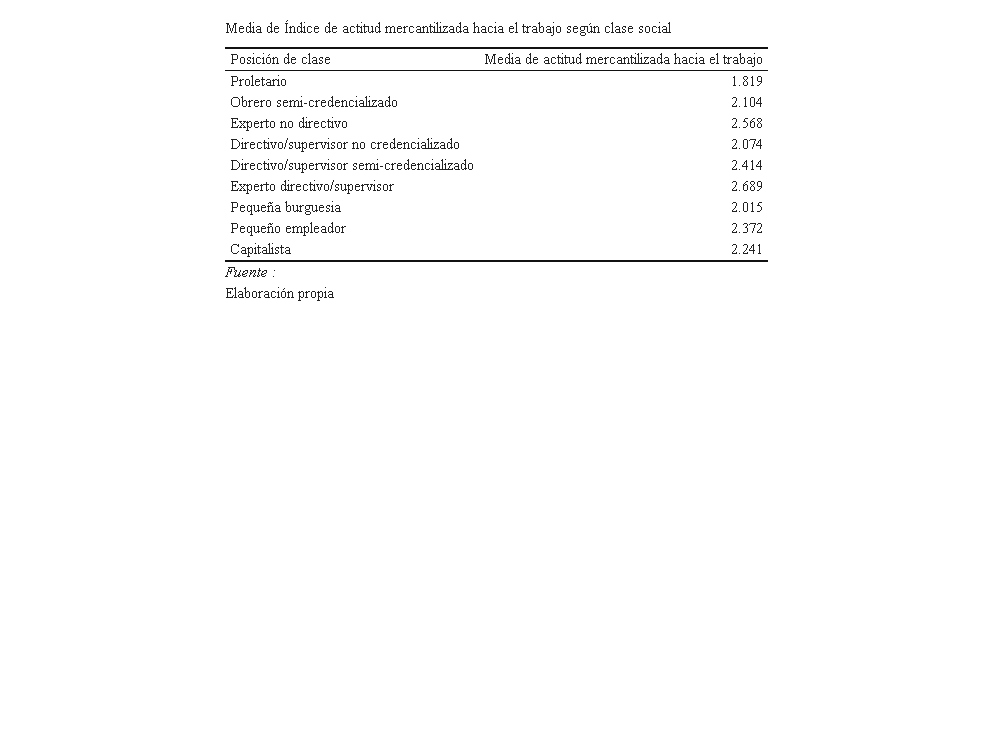 Media de Índice de actitud mercantilizada hacia el trabajo según clase social
Posición de clase Media de actitud mercantilizada hacia el trabajo
Proletario 1.819
Obrero semi-credencializado 2.104
Experto no directivo 2.568
Directivo/supervisor no credencializado 2.074
Directivo/supervisor semi-credencializado 2.414
Experto directivo/supervisor 2.689
Pequeña burguesia 2.015
Pequeño empleador 2.372
Capitalista 2.241
Fuente :
Elaboración propia